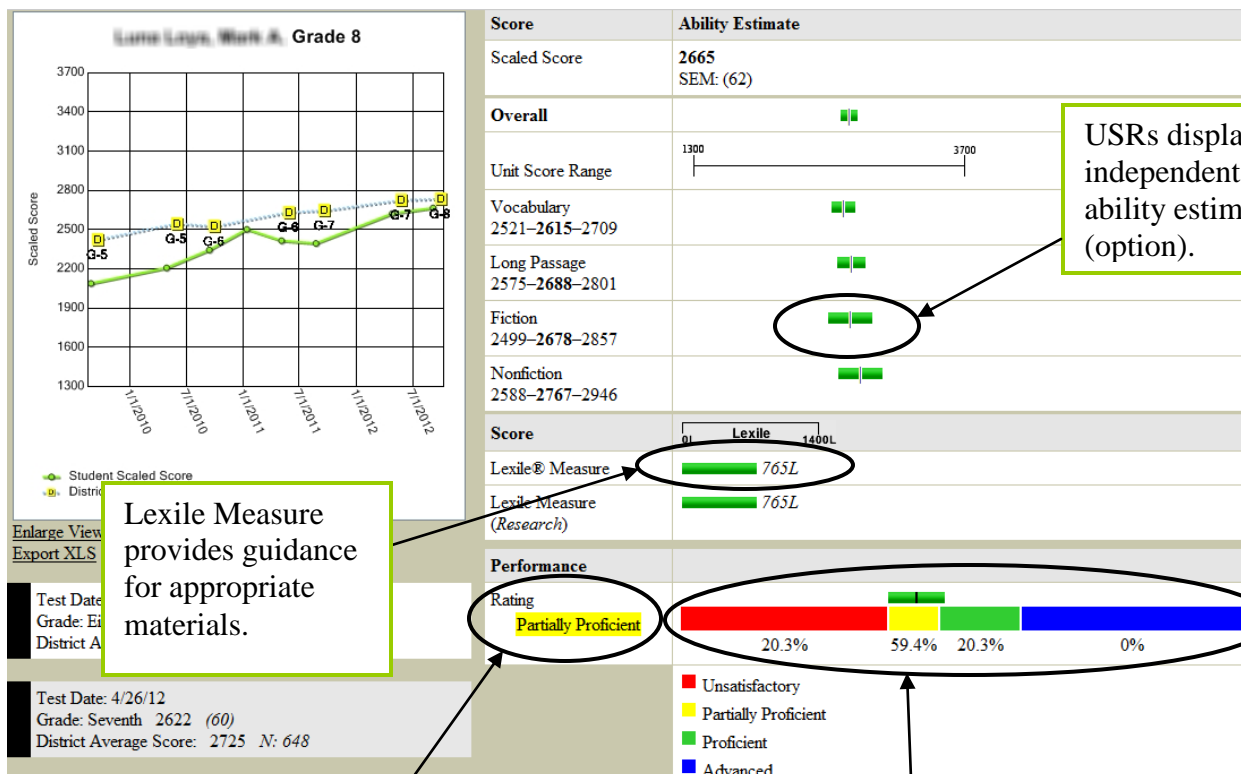 Grade 8
3700
3400
3100
2800
2500
2200
1900
1600
1300
Scaled Score
G-5
G-5
G-6
G-6
G-7
G-7
G-8
D
D
D
D
D
D
D
1/1/2010
7/1/2010
1/1/2011
7/1/2011
1/1/2012
7/1/2012
Student Scaled Score
D
Enlarge View
Export XLS
Lexile Measure
provides guidance
for appropriate
materials.
Test Date
Grade:
District
Test Date: 4/26/12
Grade: Seventh 2622 (60)
District Average Score: 2725 N: 648
Score Ability Estimate
Scaled Score 2665
SEM: (62)
Overall
Unit Score Range 1300 3700
Vocabulary
2521–2615–2709
Long Passage
2575–2688–2801
Fiction
2499–2678–2857
Nonfiction
2588–2767–2946
USRs
independent
ability
(option).
Score 0L Lexile 1400L
Lexile® Measure 765L
Lexile Measure 765L
(Research)
Performance
Rating
Partially Proficient
20.3% 59.4% 20.3% 0%
Unsatisfactory
Partially Proficient
Proficient
Advanced